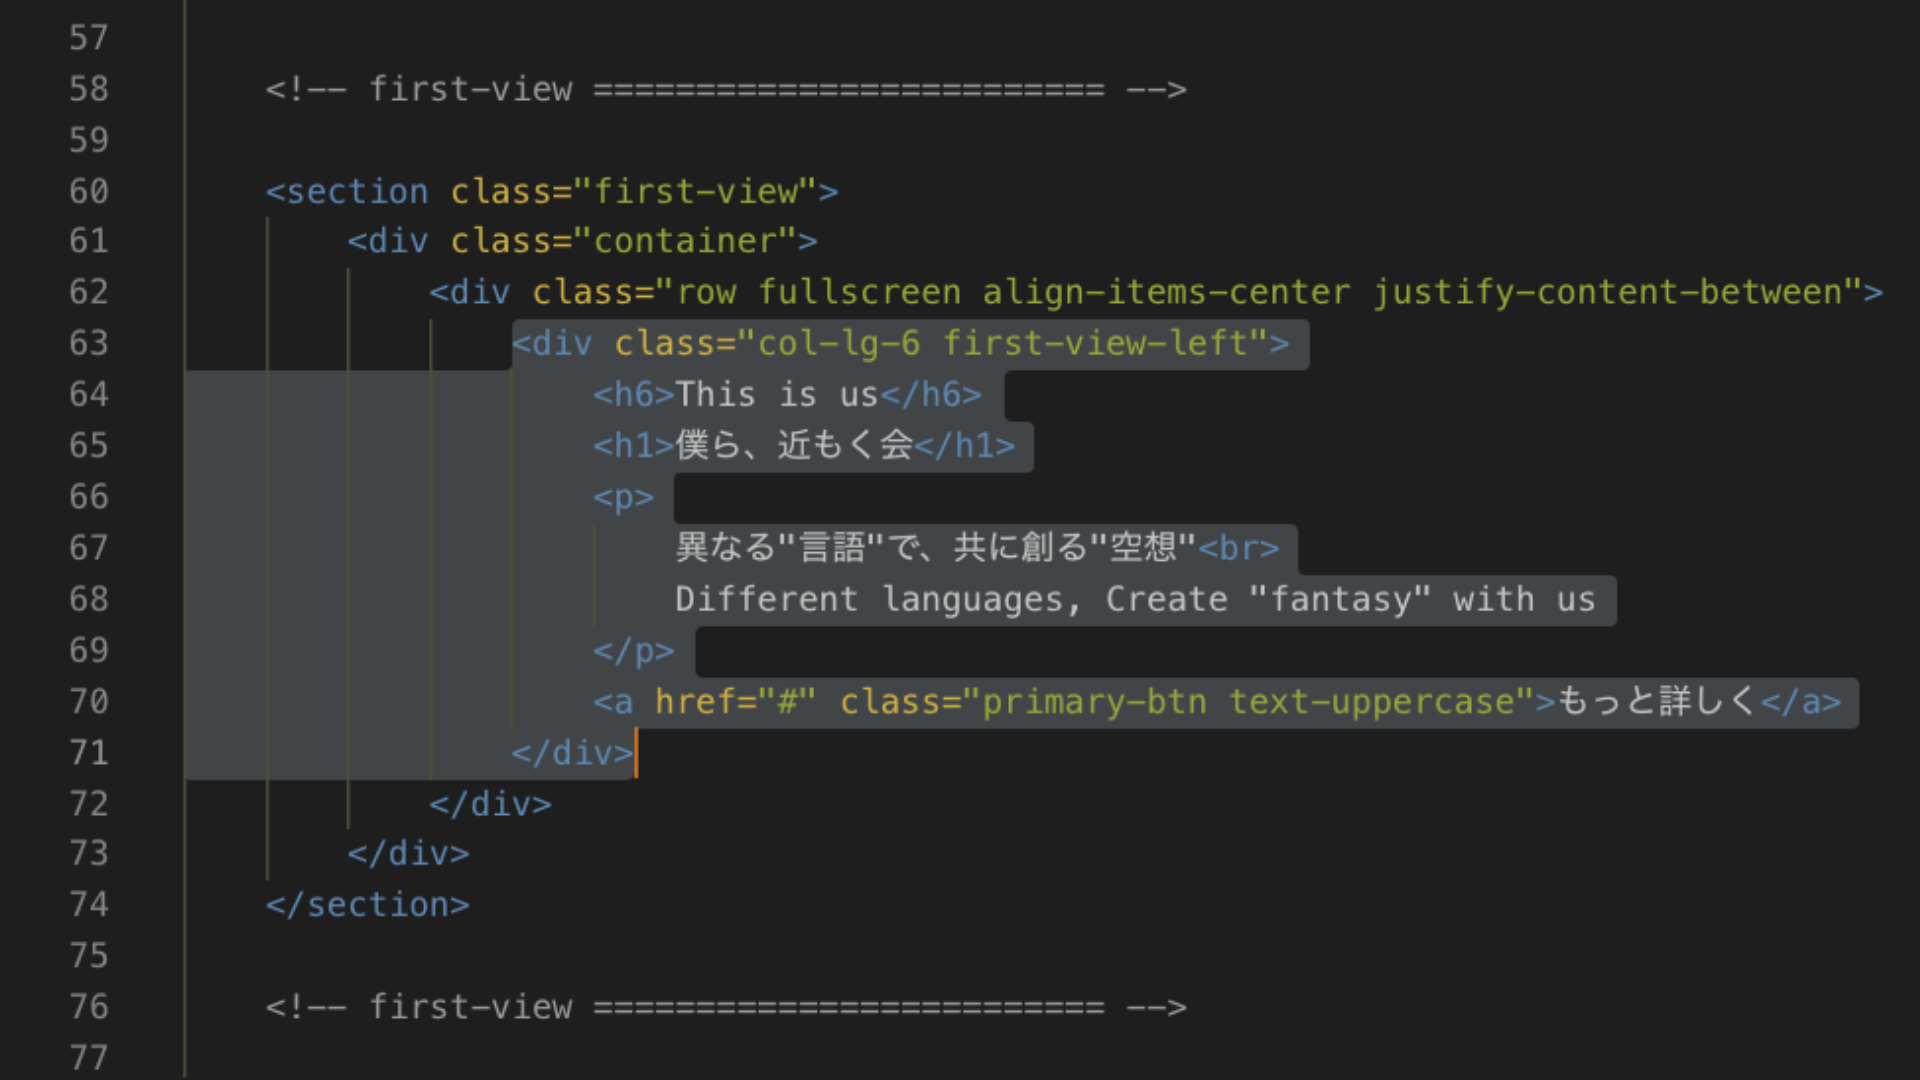 57
58 <!-- first-view ========================= -->
59
60 <section class="first-view">
61 <div class="container">
62 <div class="row fullscreen align-items-center justify-content-between">
63 <div class="col-lg-6 first-view-left">
64 <h6>This is us</h6>
65 <h1>僕ら、近もく会</h1>
66 <p>
67 異なる"言語"で、共に創る"空想"<br>
68 Different languages, Create "fantasy" with us
69 </p>
70 <a href="#" class="primary-btn text-uppercase">もっと詳しく</a>
71 </div>
72 </div>
73 </div>
74 </section>
75
76 <!-- first-view ========================= -->
77